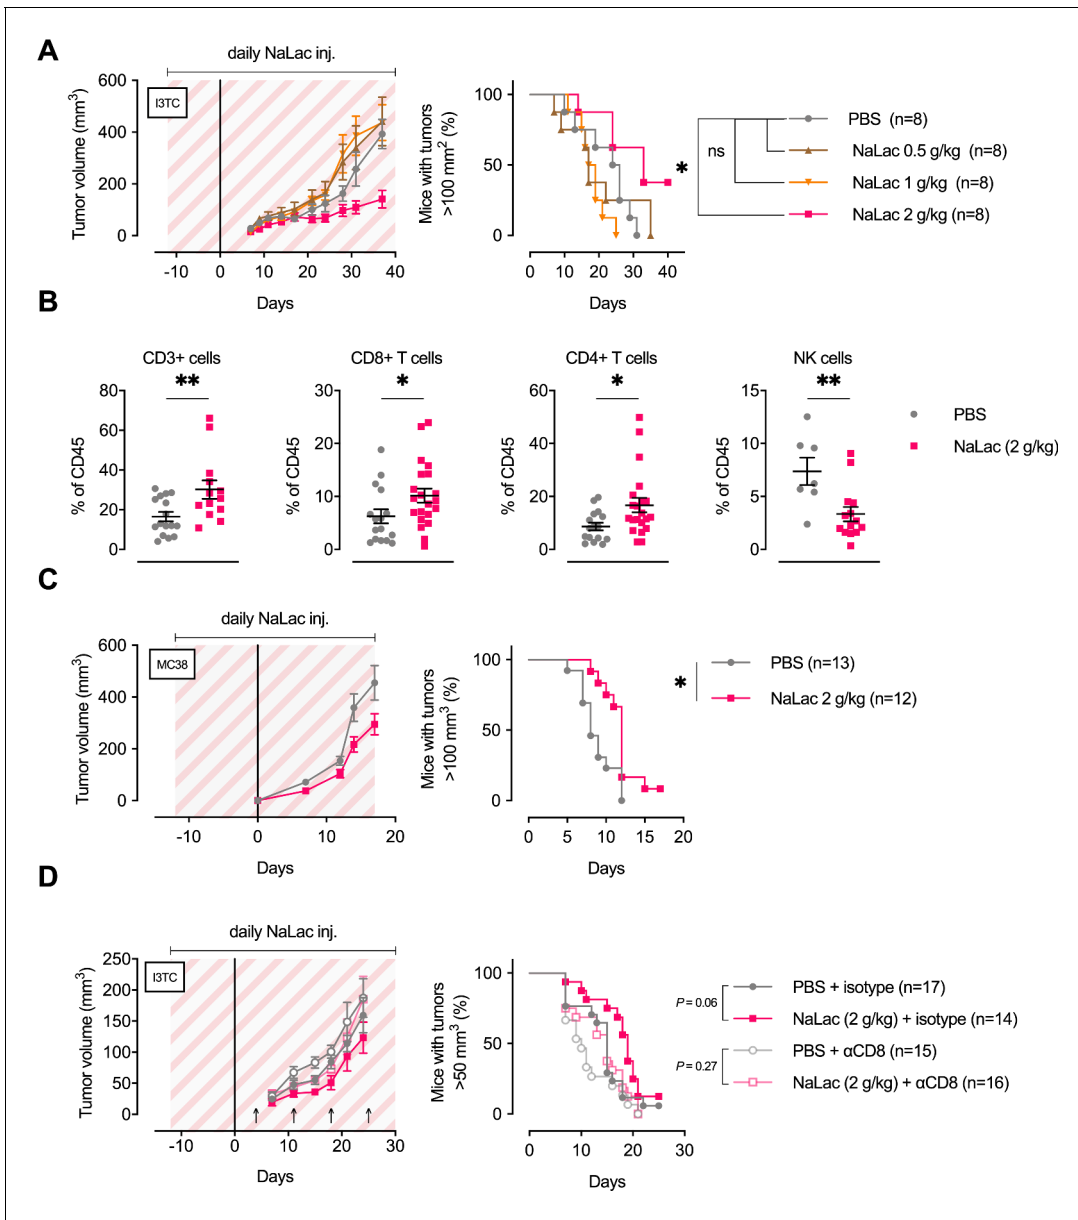 A
daily NaLac inj.
I3TC
Tumor volume (mm3)
600
400
200
0
-10 0 10 20 30 40
Days
Mice with tumors
>100 mm2 (%)
100
50
0
0 10 20 30 40
Days
*
ns
PBS (n=8)
NaLac 0.5 g/kg (n=8)
NaLac 1 g/kg (n=8)
NaLac 2 g/kg (n=8)
B
CD3+ cells
**
% of CD45
80
60
40
20
0
CD8+ T cells
*
% of CD45
30
20
10
0
CD4+ T cells
*
% of CD45
60
40
20
0
NK cells
**
% of CD45
15
10
5
0
PBS
NaLac (2 g/kg)
C
daily NaLac inj.
MC38
Tumor volume (mm3)
600
400
200
0
-10 0 10 20
Days
Mice with tumors
>100 mm3 (%)
100
50
0
0 5 10 15 20
Days
*
PBS (n=13)
NaLac 2 g/kg (n=12)
D
daily NaLac inj.
I3TC
Tumor volume (mm3)
250
200
150
100
50
0
-10 0 10 20 30
Days
Mice with tumors
>50 mm3 (%)
100
50
0
0 5 10 15 20 25 30
Days
P = 0.06
PBS + isotype (n=17)
NaLac (2 g/kg) + isotype (n=14)
P = 0.27
PBS + αCD8 (n=15)
NaLac (2 g/kg) + αCD8 (n=16)